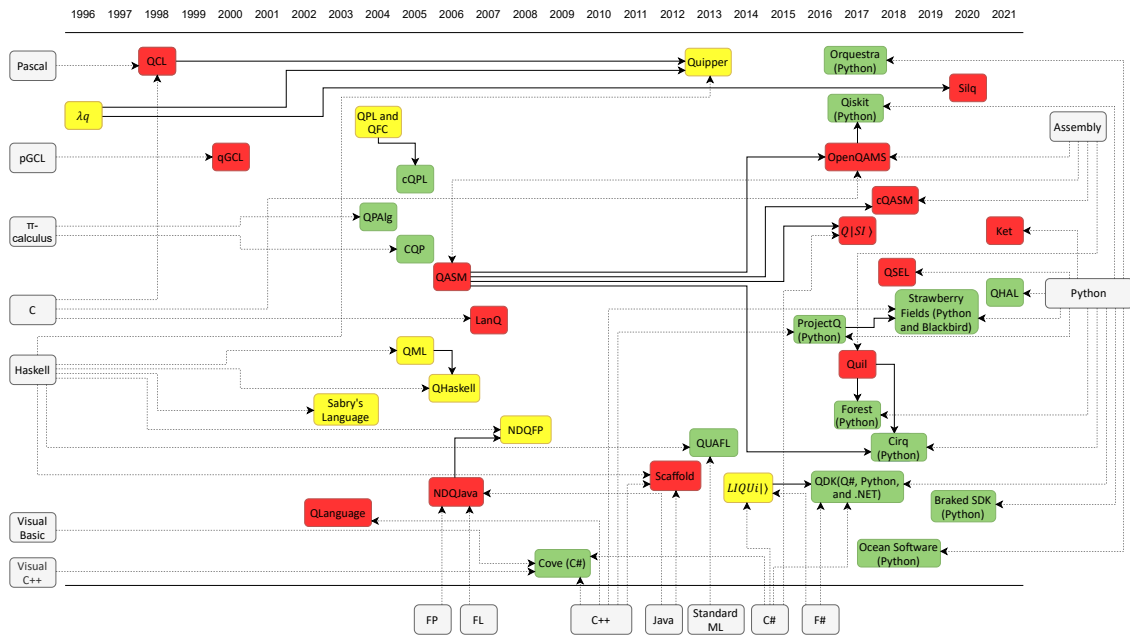 1996 1997 1998 1999 2000 2001 2002 2003 2004 2005 2006 2007 2008 2009 2010 2011 2012 2013 2014 2015 2016 2017 2018 2019 2020 2021
Pascal
QCL
Quipper
Orquestra
(Python)
λq
Silq
QPL and
QFC
Qiskit
(Python)
Assembly
pGCL
qGCL
OpenQAMS
cQPL
cQASM
π-
calculus
QPAlg
CQP
Q|SI⟩
Ket
QASM
QSEL
Python
QHAL
C
LanQ
Strawberry
Fields (Python
and Blackbird)
ProjectQ
(Python)
Haskell
QML
QHaskell
Quil
Sabry's
Language
Forest
(Python)
NDQFP
QUAFL
Cirq
(Python)
Scaffold
NDQJava
LIQUi|⟩
QDK(Q#, Python,
and .NET)
QLanguage
Braked SDK
(Python)
Visual
Basic
Visual
C++
Cove (C#)
Ocean Software
(Python)
FP
FL
C++
Java
Standard
ML
C#
F#